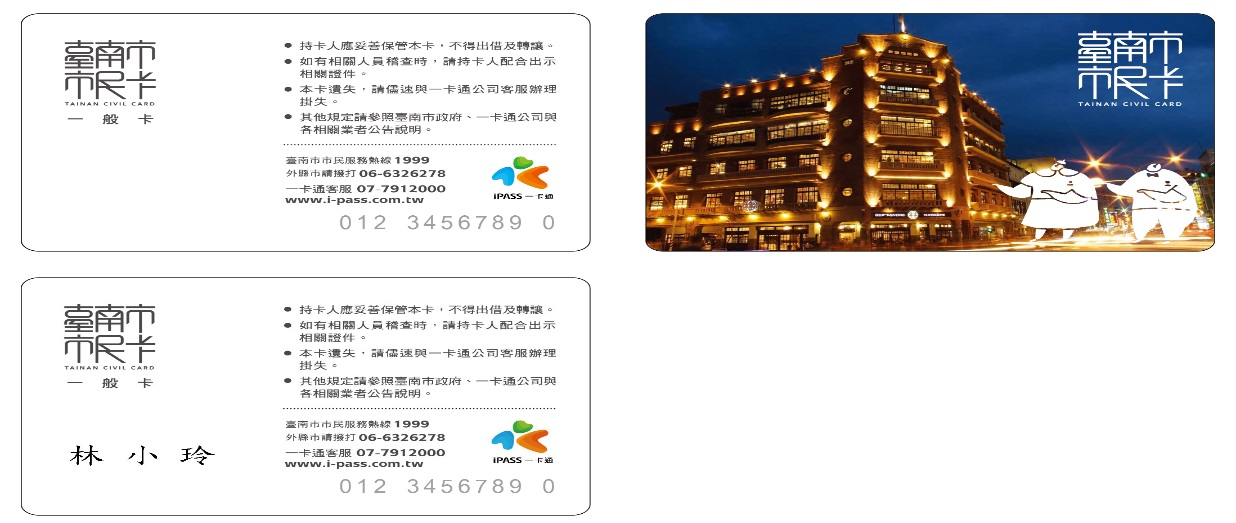 臺南市
市民卡
TAINAN CIVIL CARD
一般卡
● 持卡人應妥善保管本卡，不得出借及轉讓。
● 如有相關人員稽查時，請持卡人配合出示
相關證件。
● 本卡遺失，請儘速與一卡通公司客服辦理
掛失。
● 其他規定請參照臺南市政府、一卡通公司與
各相關業者公告說明。
臺南市市民服務熱線 1999
外縣市請撥打 06-6326278
一卡通客服 07-7912000
www.i-pass.com.tw
iPASS 一卡通
012 3456789 0
臺南市
市民卡
TAINAN CIVIL CARD
臺南市
市民卡
TAINAN CIVIL CARD
一般卡
林小玲
● 持卡人應妥善保管本卡，不得出借及轉讓。
● 如有相關人員稽查時，請持卡人配合出示
相關證件。
● 本卡遺失，請儘速與一卡通公司客服辦理
掛失。
● 其他規定請參照臺南市政府、一卡通公司與
各相關業者公告說明。
臺南市市民服務熱線 1999
外縣市請撥打 06-6326278
一卡通客服 07-7912000
www.i-pass.com.tw
iPASS 一卡通
012 3456789 0